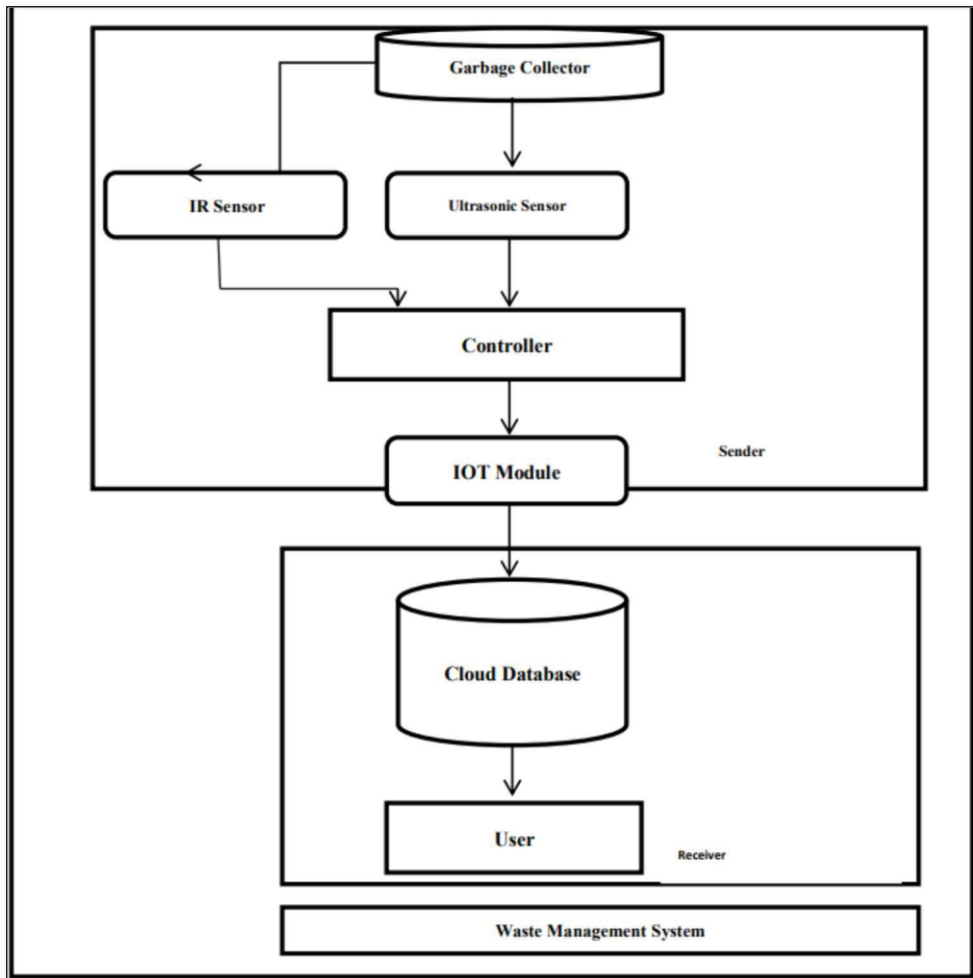 Garbage Collector
IR Sensor
Ultrasonic Sensor
Controller
Sender
IOT Module
Cloud Database
User
Receiver
Waste Management System